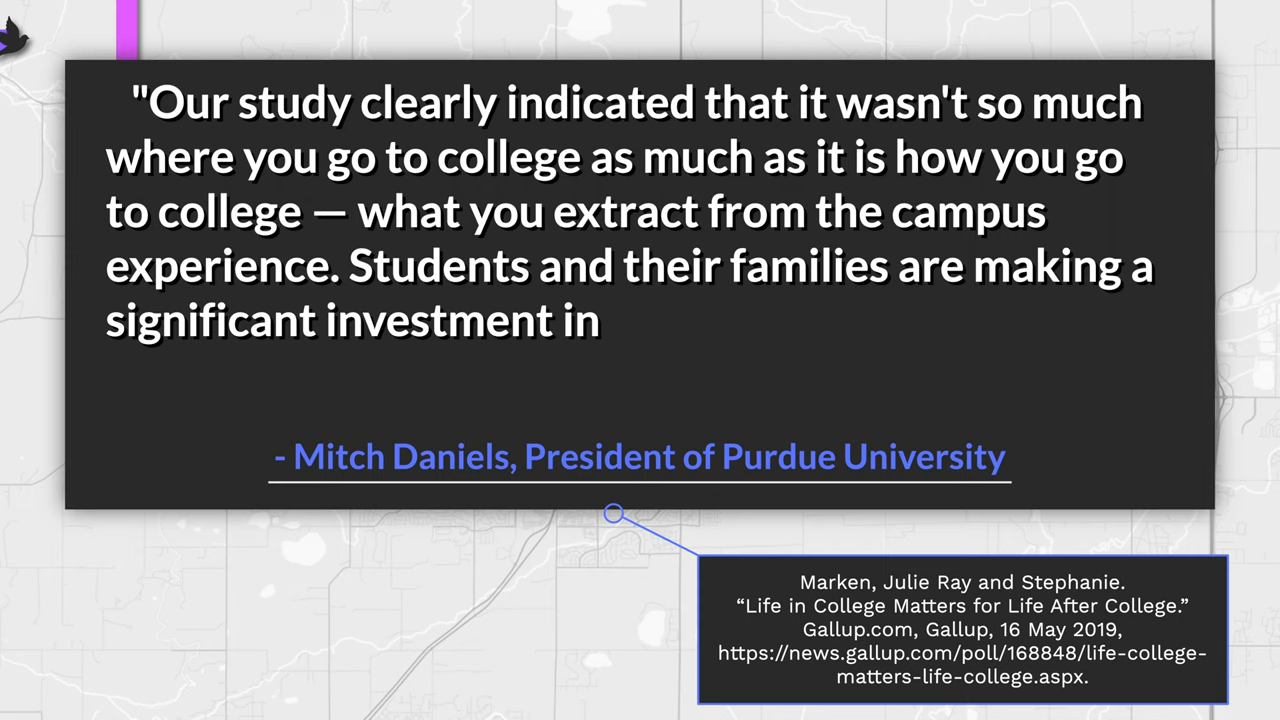 "Our study clearly indicated that it wasn't so much
where you go to college as much as it is how you go
to college — what you extract from the campus
experience. Students and their families are making a
significant investment in
- Mitch Daniels, President of Purdue University
Marken, Julie Ray and Stephanie.
“Life in College Matters for Life After College.”
Gallup.com, Gallup, 16 May 2019,
https://news.gallup.com/poll/168848/life-college-
matters-life-college.aspx.